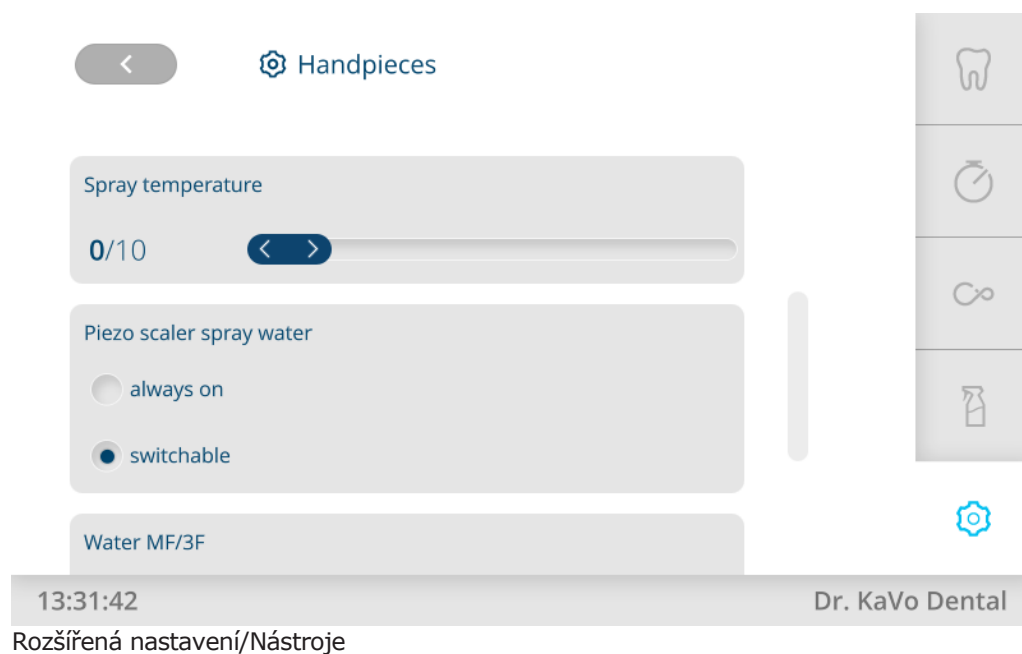 Handpieces
Spray temperature
0/10
Piezo scaler spray water
always on
switchable
Water MF/3F
13:31:42
Dr. KaVo Dental
Rozšířená nastavení/Nástroje